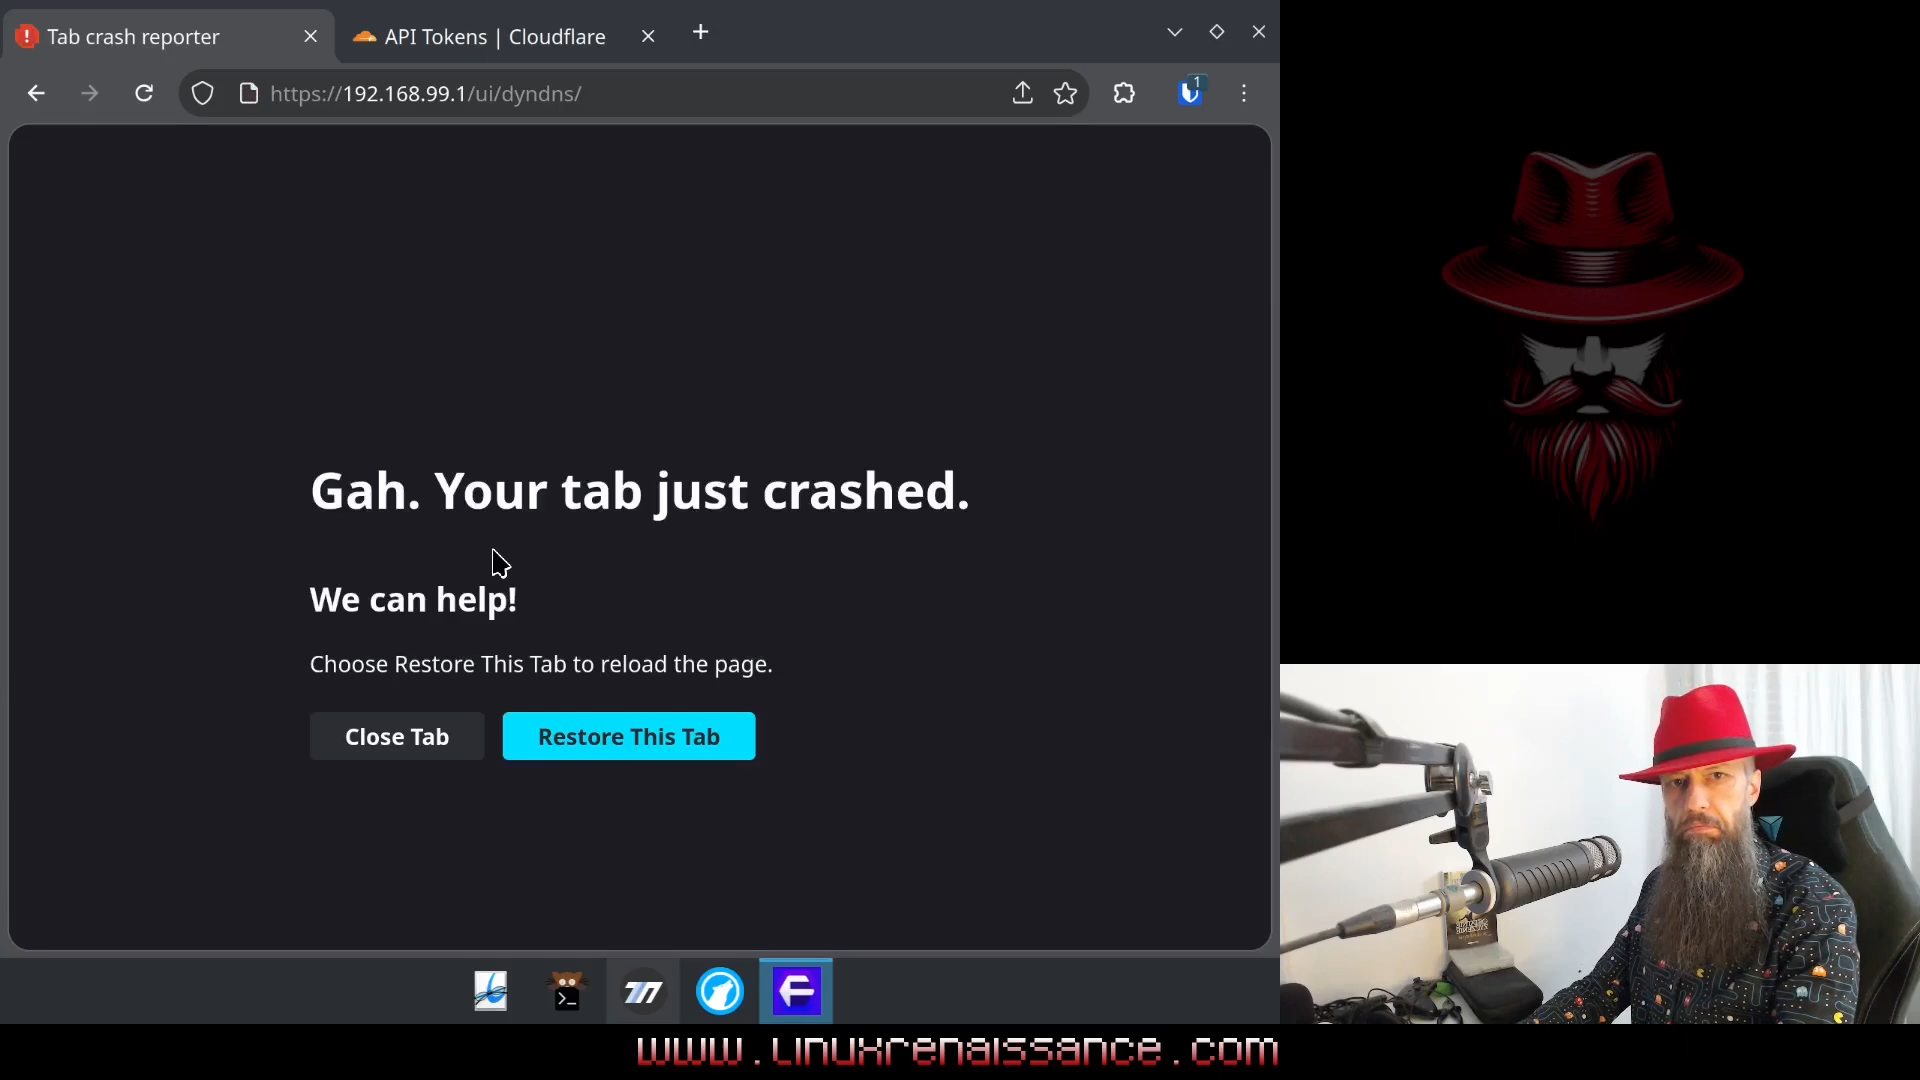 Tab crash reporter
API Tokens | Cloudflare
https://192.168.99.1/ui/dyndns/
1
Gah. Your tab just crashed.
We can help!
Choose Restore This Tab to reload the page.
Close Tab
Restore This Tab
www.linuxrenaissance.com